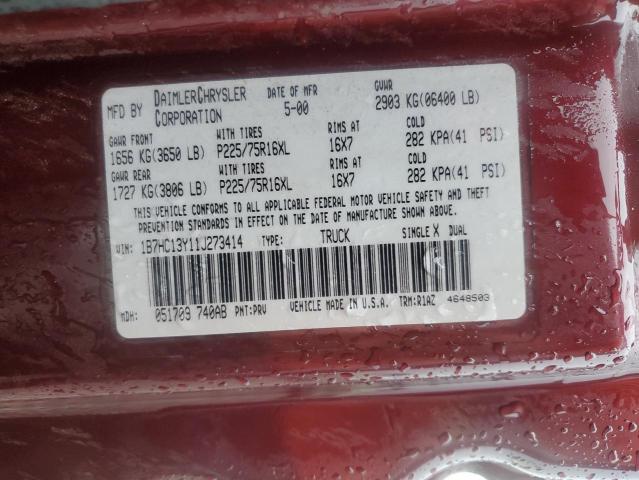 MFD BY DAIMLERCHRYSLER CORPORATION DATE OF MFR 5-00 GVWR 2903 KG(06400 LB)
GAWR FRONT WITH TIRES RIMS AT COLD
1656 KG(3650 LB) P225/75R16XL 16X7 282 KPA(41 PSI)
GAWR REAR WITH TIRES RIMS AT COLD
1727 KG(3806 LB) P225/75R16XL 16X7 282 KPA(41 PSI)
THIS VEHICLE CONFORMS TO ALL APPLICABLE FEDERAL MOTOR VEHICLE SAFETY AND THEFT
PREVENTION STANDARDS IN EFFECT ON THE DATE OF MANUFACTURE SHOWN ABOVE.
VIN: 1B7HC13Y11J273414 TYPE: TRUCK SINGLE X DUAL
MDH: 051709 740AB PNT:PRV VEHICLE MADE IN U.S.A. TRM:R1AZ 4648503